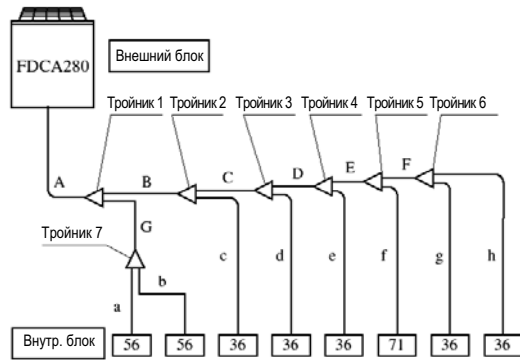 FDCA280
Внешний блок
Тройник 1
Тройник 2
Тройник 3
Тройник 4
Тройник 5
Тройник 6
A
B
C
D
E
F
G
Тройник 7
a
b
c
d
e
f
g
h
Внутр. блок
56
56
36
36
36
71
36
36